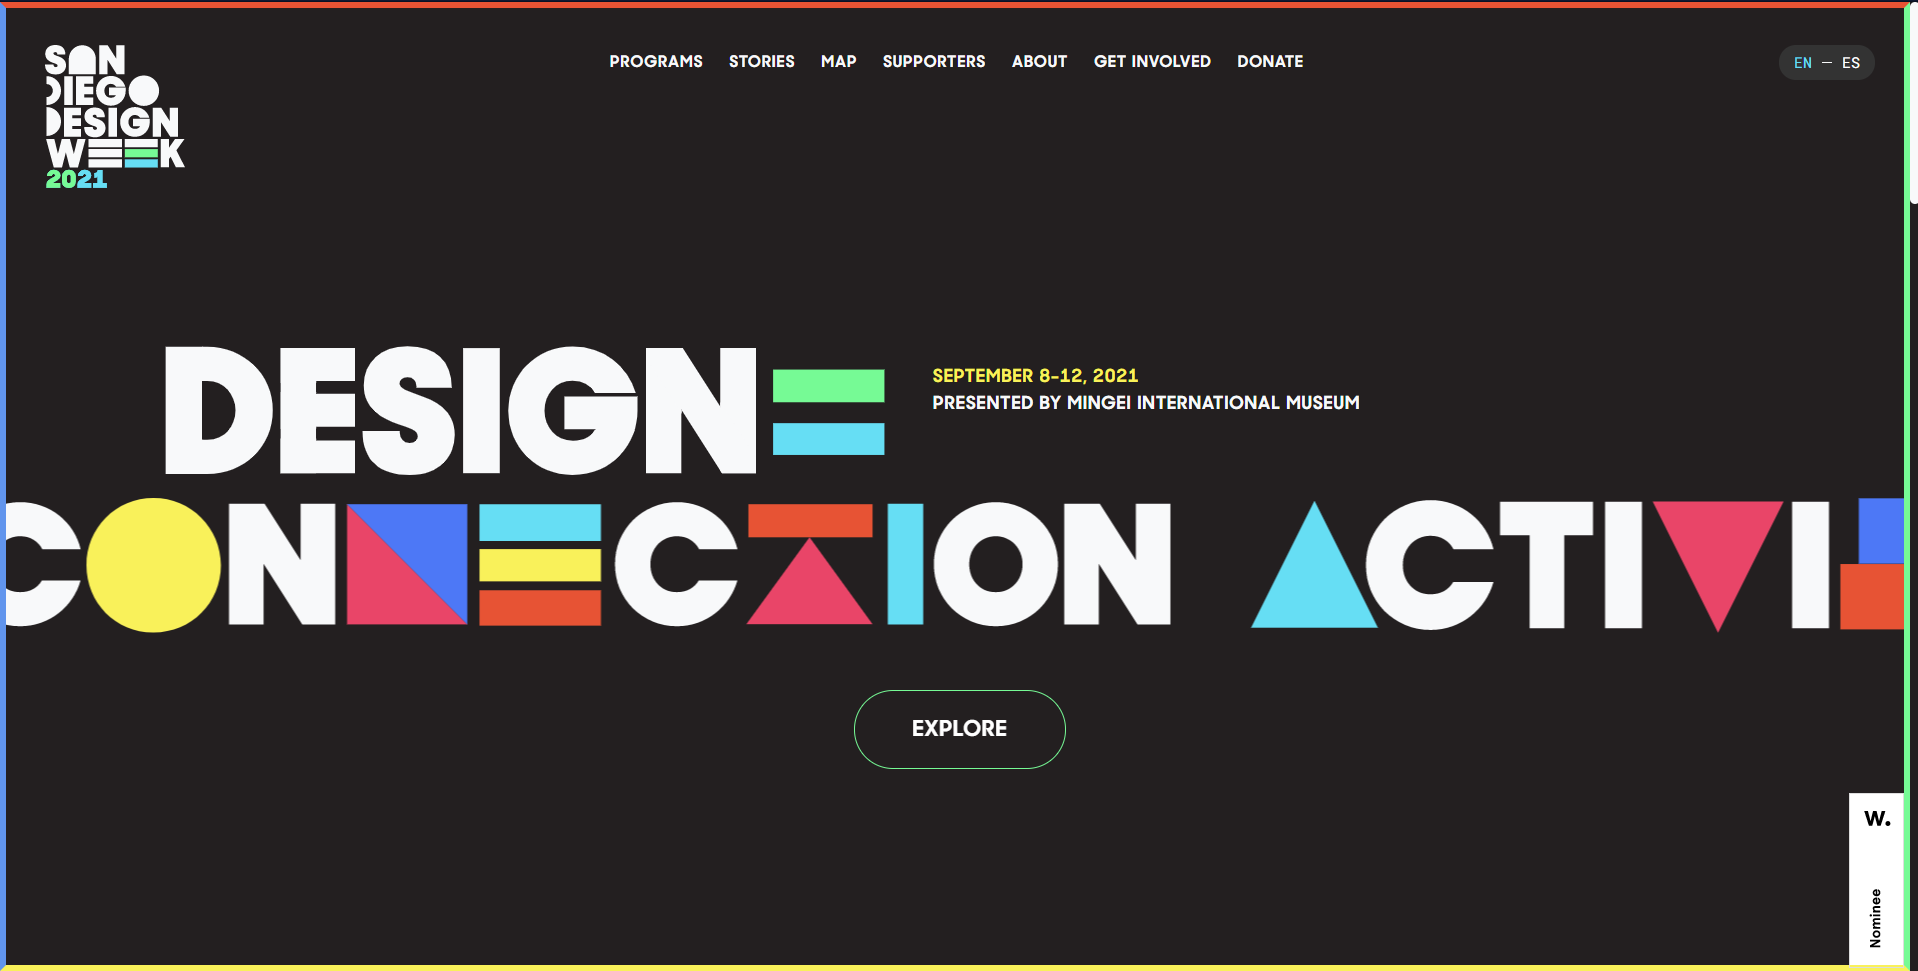 SAN
DIEGO
DESIGN
WEEK
2021
PROGRAMS STORIES MAP SUPPORTERS ABOUT GET INVOLVED DONATE
EN — ES
DESIGN=
SEPTEMBER 8-12, 2021
PRESENTED BY MINGEI INTERNATIONAL MUSEUM
CONNECTION ACTIVI
EXPLORE
W.
Nominee